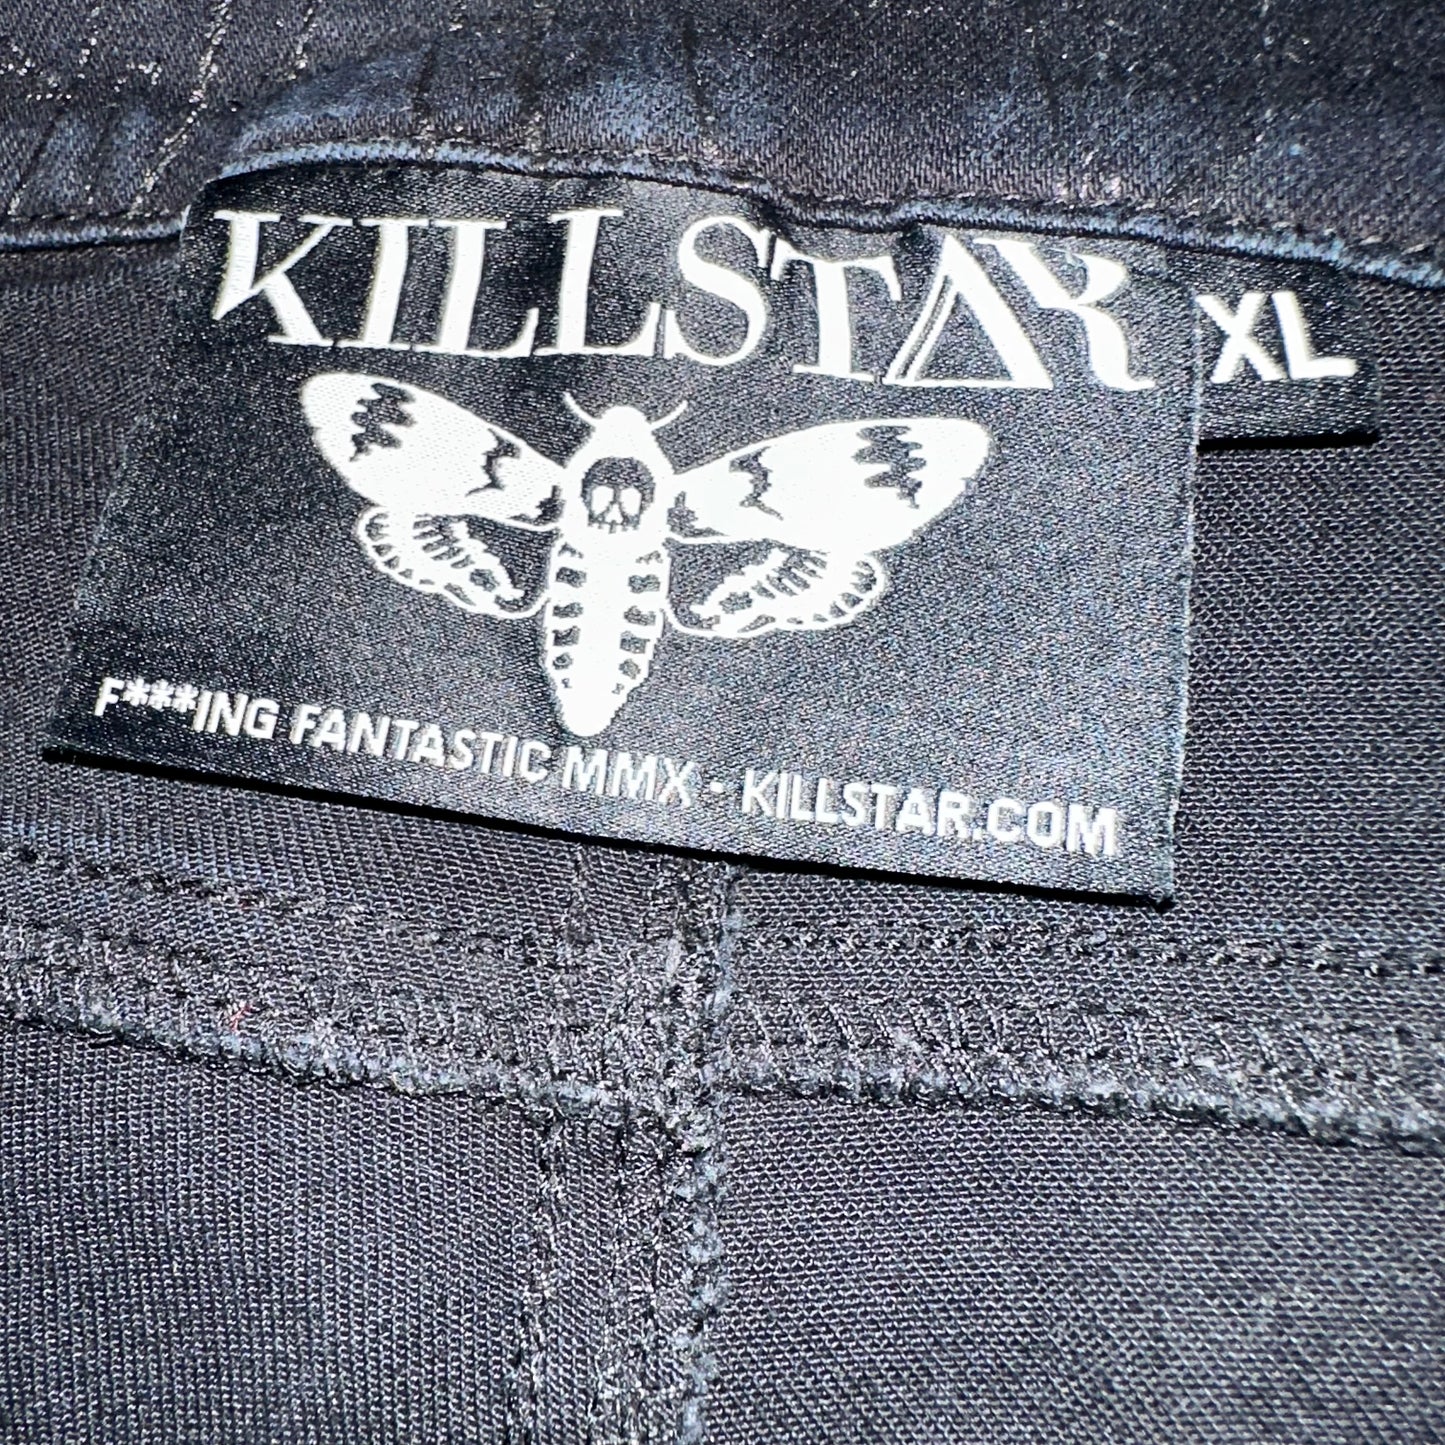 KILLSTAR
XL
F***ING FANTASTIC MMX - KILLSTAR.COM